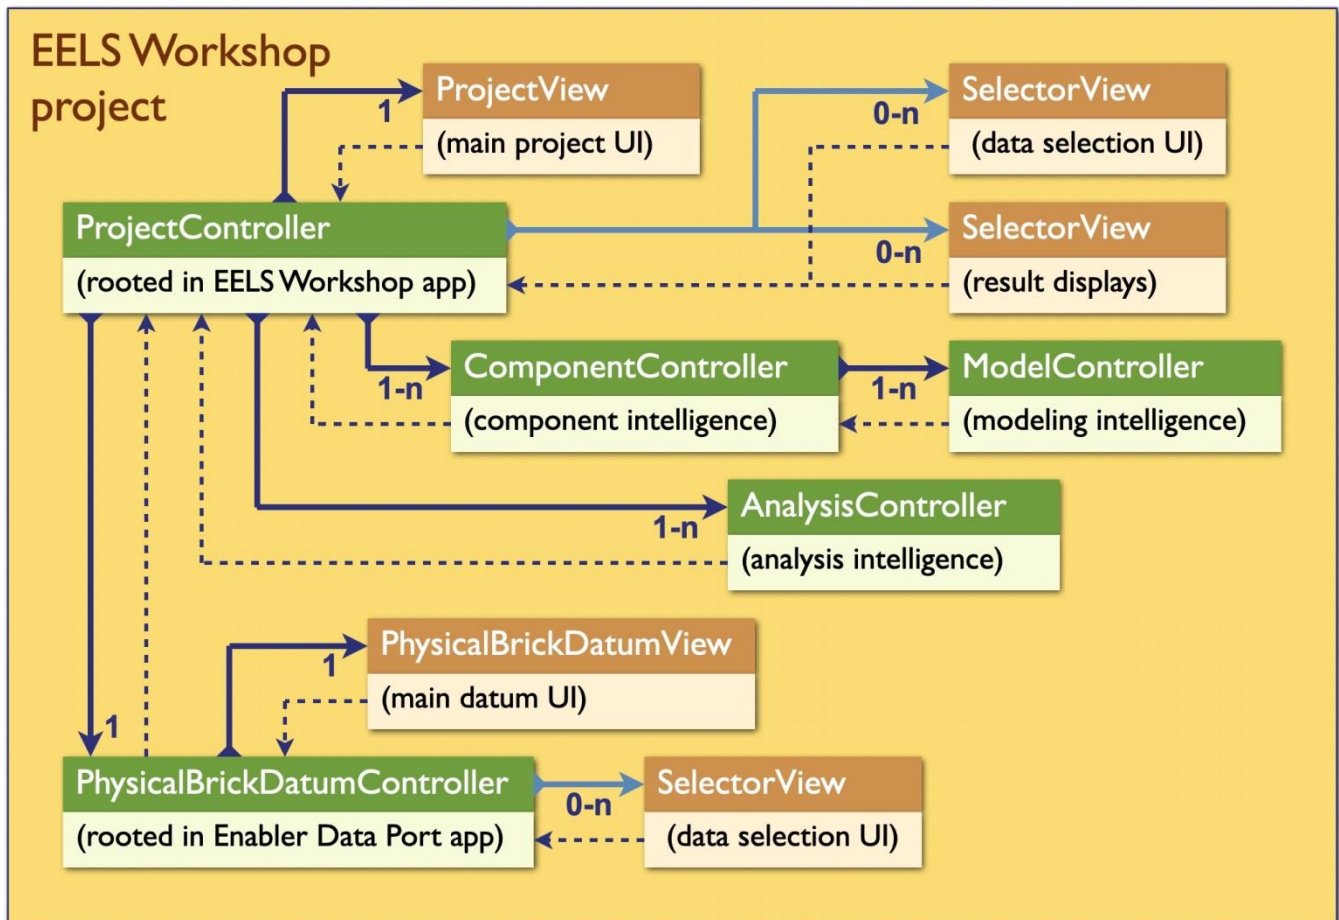 EELS Workshop
project
ProjectView
(main project UI)
1
SelectorView
(data selection UI)
0-n
ProjectController
(rooted in EELS Workshop app)
SelectorView
(result displays)
0-n
ComponentController
(component intelligence)
1-n
ModelController
(modeling intelligence)
1-n
AnalysisController
(analysis intelligence)
1-n
PhysicalBrickDatumView
(main datum UI)
1
1
PhysicalBrickDatumController
(rooted in Enabler Data Port app)
SelectorView
(data selection UI)
0-n